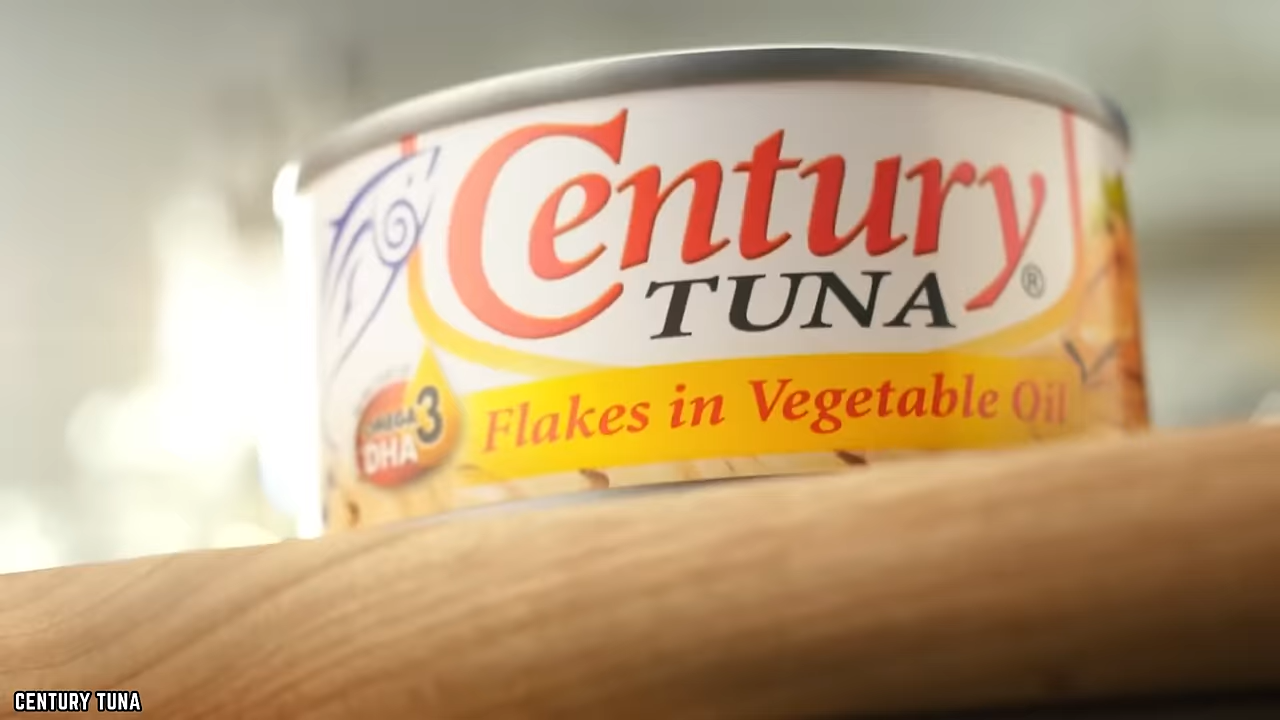 Century
TUNA
®
OMEGA 3
DHA
Flakes in Vegetable Oil
CENTURY TUNA